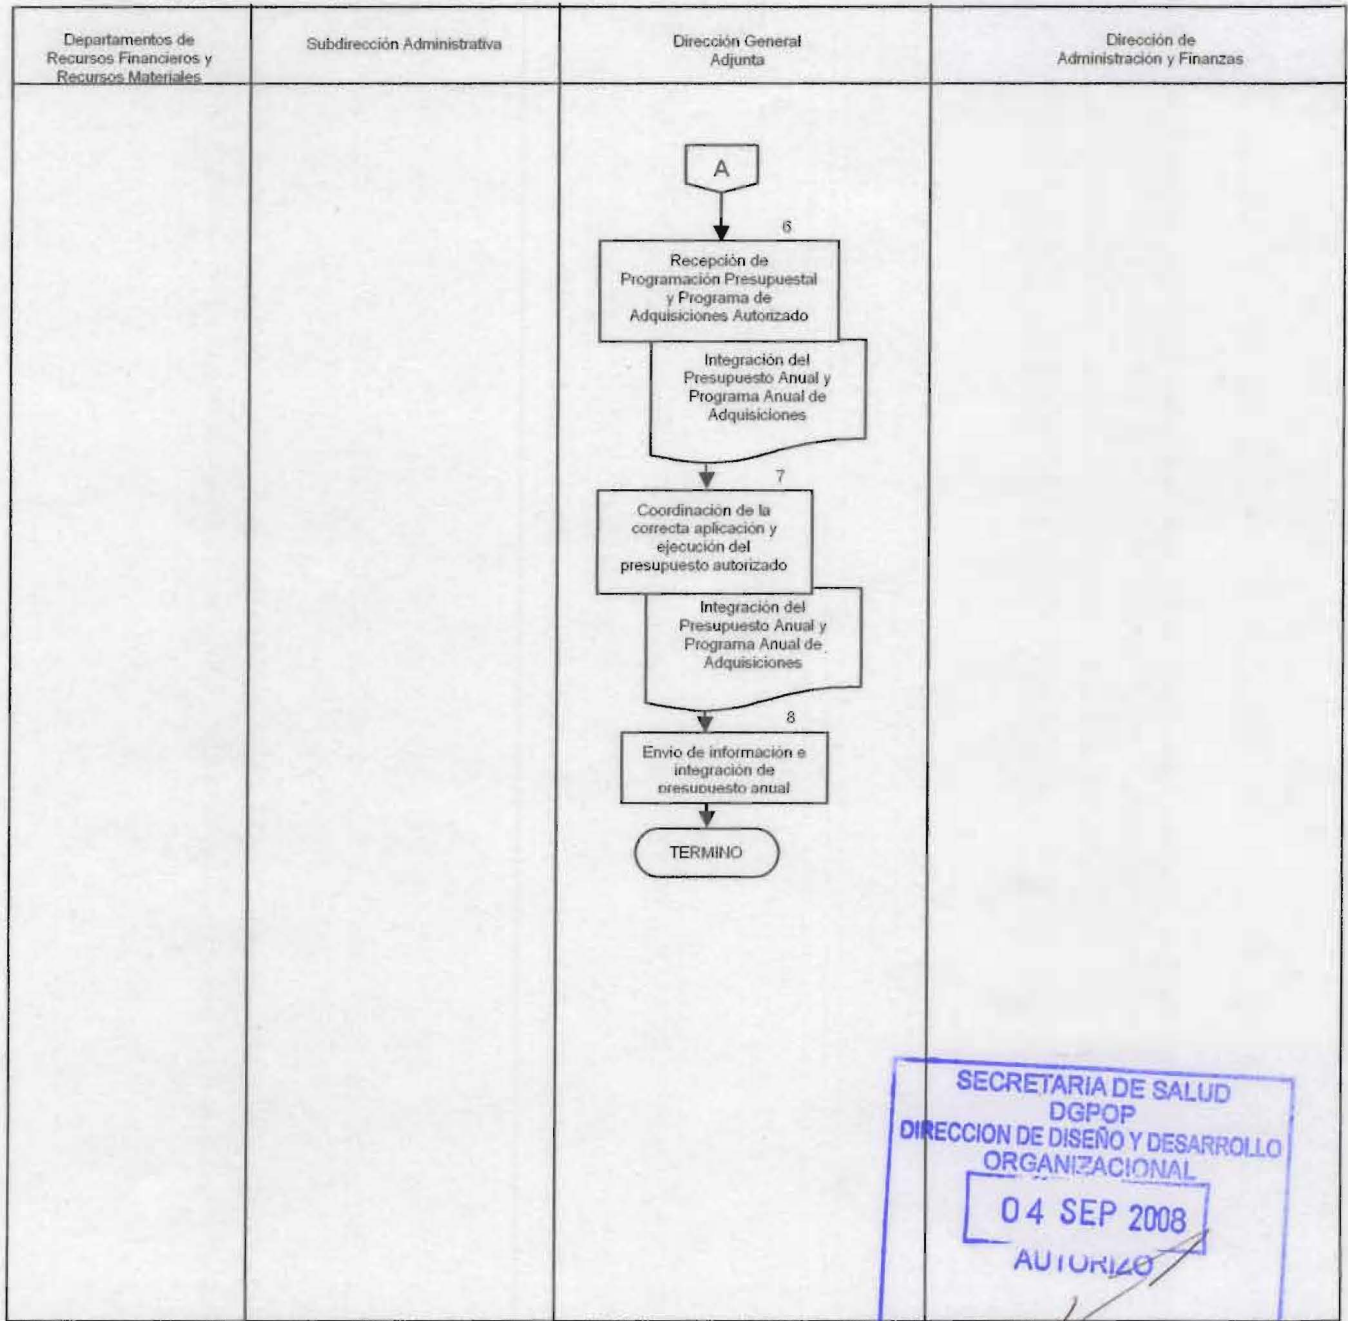 Departamentos de
Recursos Financieros y
Recursos Materiales
Subdirección Administrativa
Dirección General
Adjunta
Dirección de
Administración y Finanzas
A
6
Recepción de
Programación Presupuestal
y Programa de
Adquisiciones Autorizado
Integración del
Presupuesto Anual y
Programa Anual de
Adquisiciones
7
Coordinación de la
correcta aplicación y
ejecución del
presupuesto autorizado
Integración del
Presupuesto Anual y
Programa Anual de
Adquisiciones
8
Envio de información e
integración de
presupuesto anual
TERMINO
SECRETARIA DE SALUD
DGPOP
DIRECCION DE DISEÑO Y DESARROLLO
ORGANIZACIONAL
04 SEP 2008
AUTORIZO